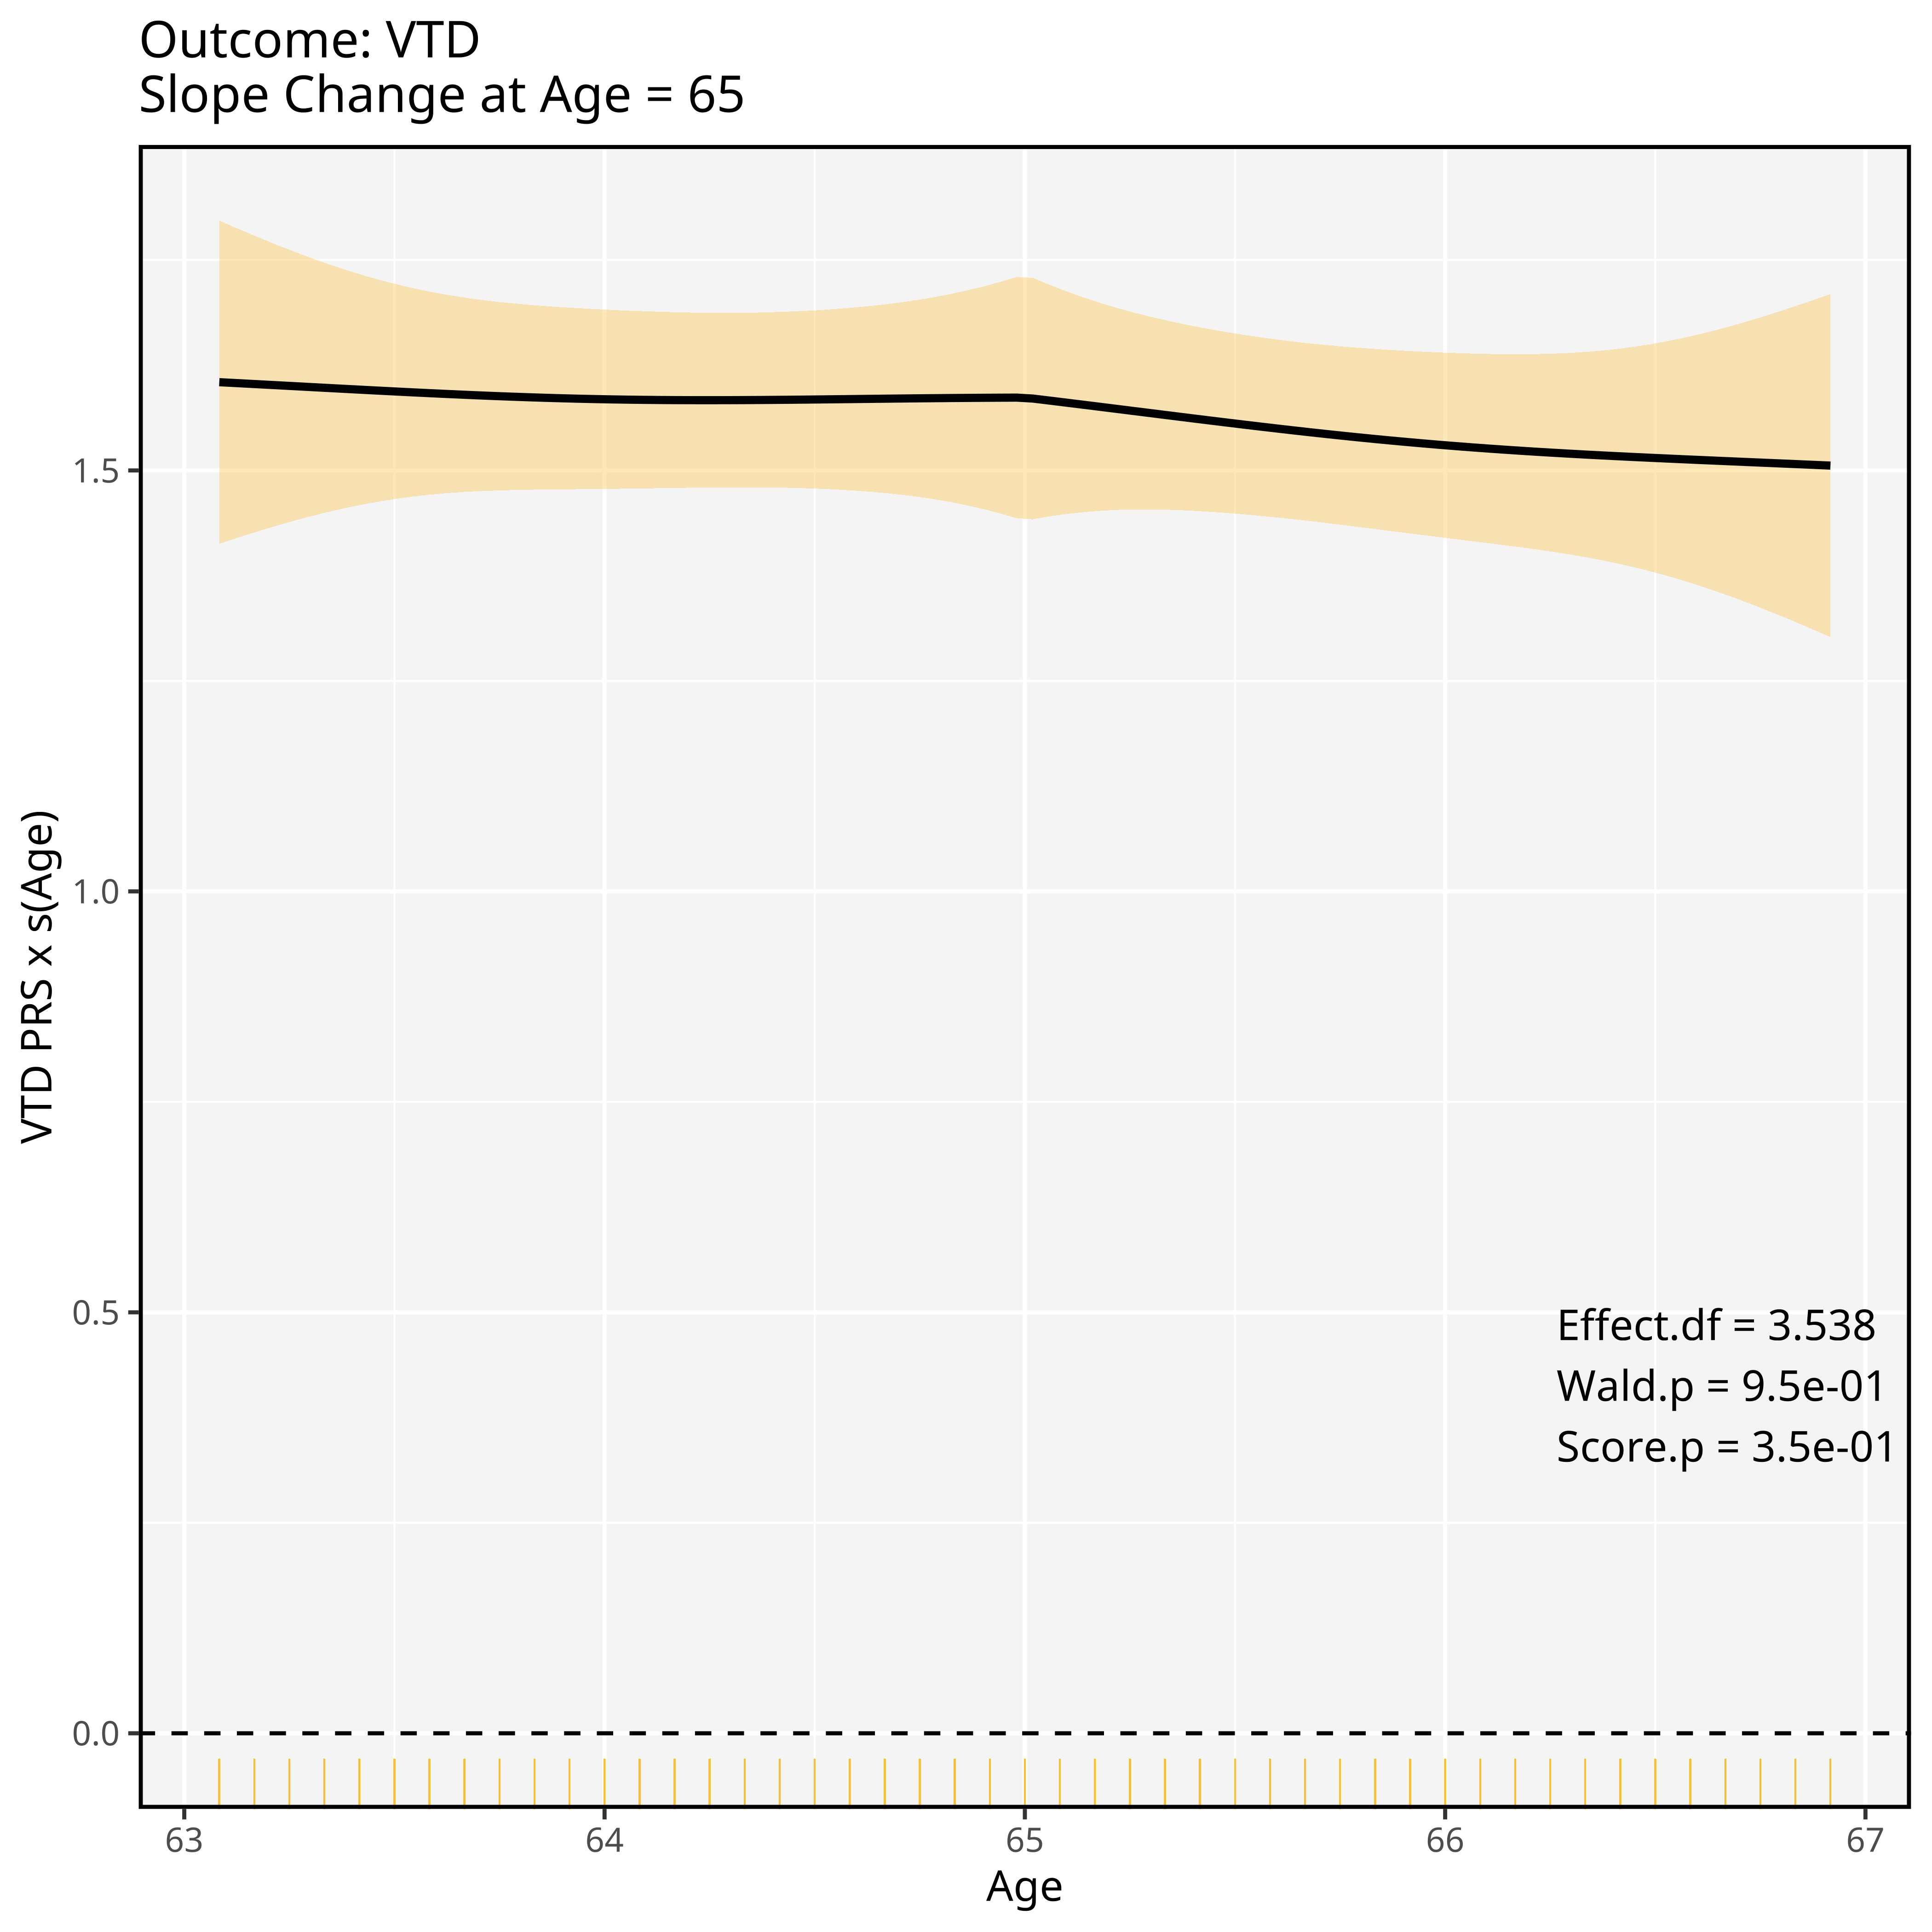 Outcome: VTD
Slope Change at Age = 65
VTD PRS x s(Age)
1.5
1.0
0.5
0.0
Effect.df = 3.538
Wald.p = 9.5e-01
Score.p = 3.5e-01
63 64 65 66 67
Age